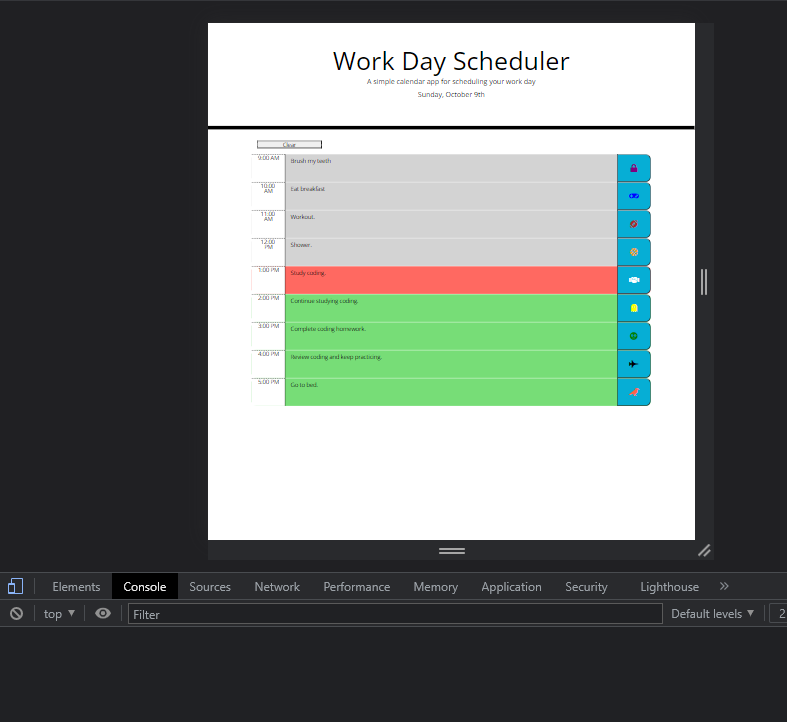 Work Day Scheduler
A simple calendar app for scheduling your work day
Sunday, October 9th
Clear
9:00 AM Brush my teeth
10:00 AM Eat breakfast
11:00 AM Workout.
12:00 PM Shower.
1:00 PM Study coding.
2:00 PM Continue studying coding.
3:00 PM Complete coding homework.
4:00 PM Review coding and keep practicing.
5:00 PM Go to bed.
Elements Console Sources Network Performance Memory Application Security Lighthouse
top Filter Default levels 2